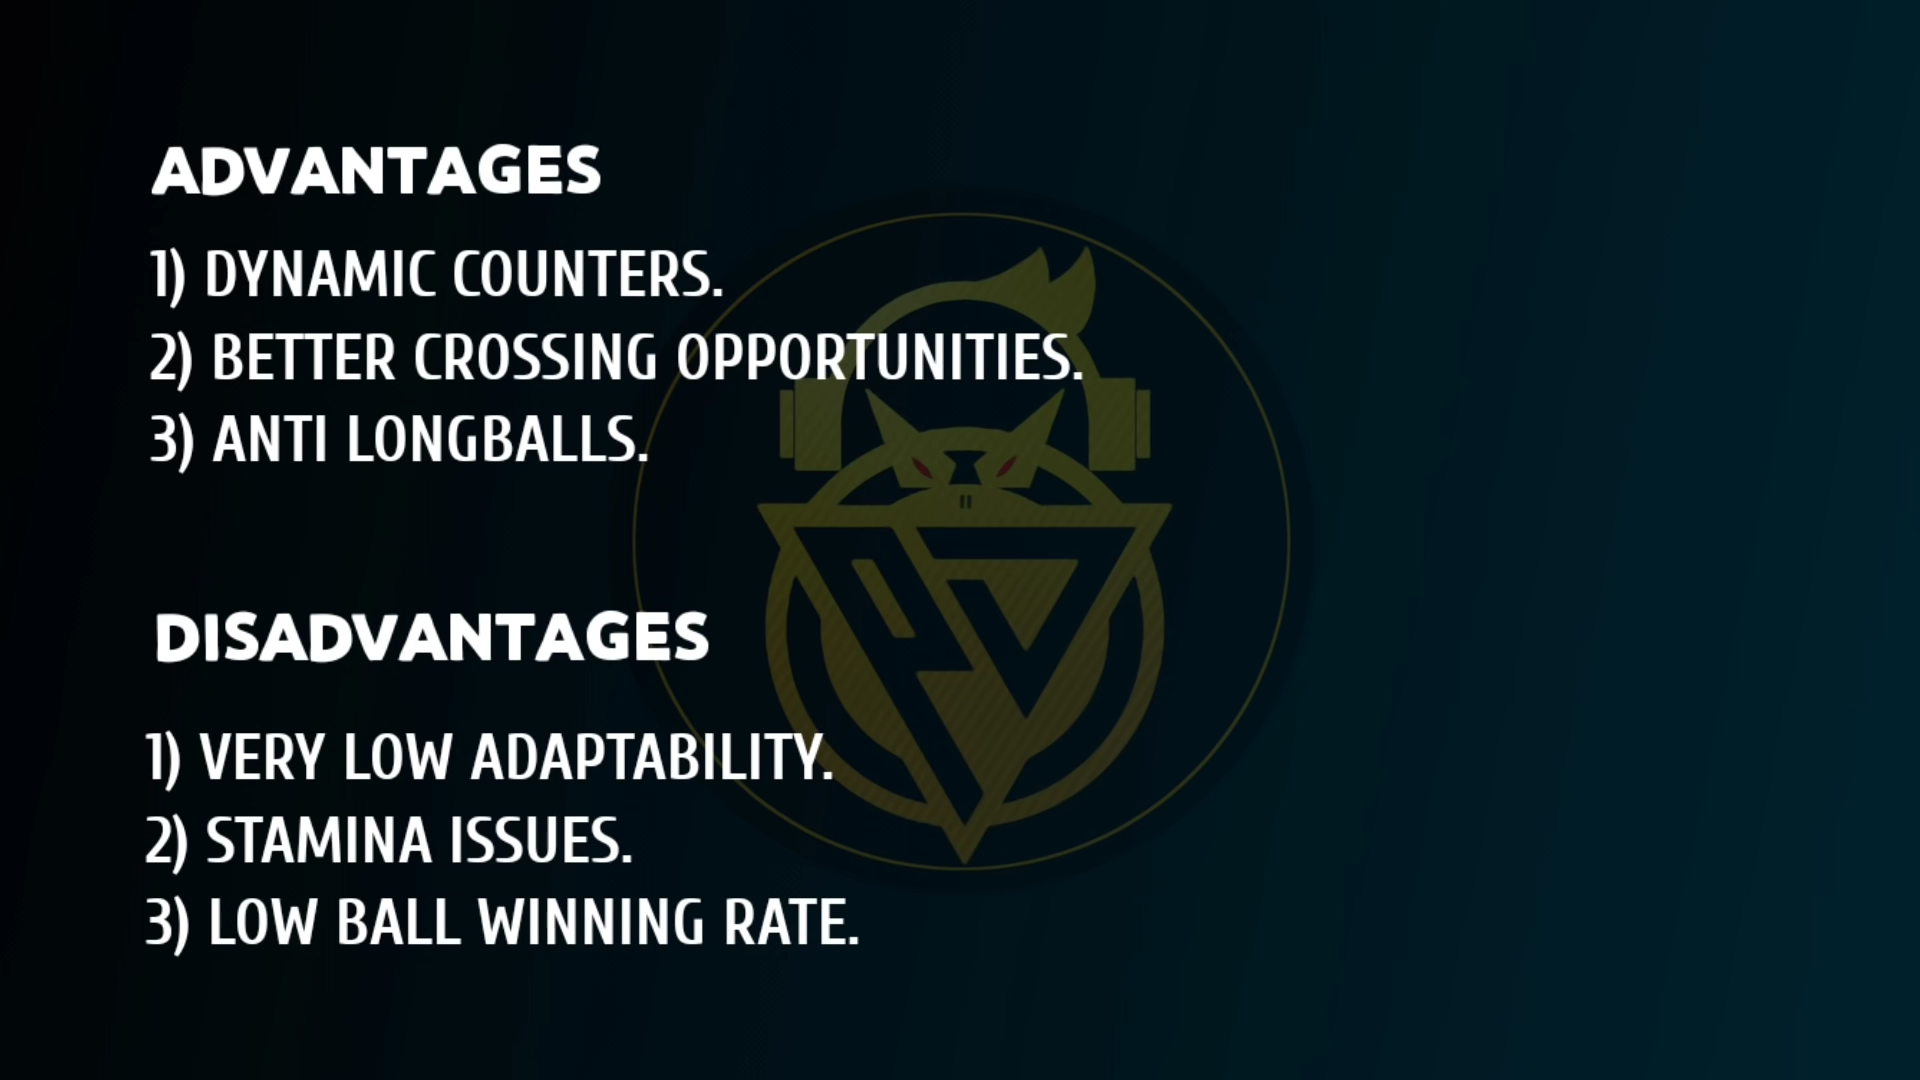 ADVANTAGES
1) DYNAMIC COUNTERS.
2) BETTER CROSSING OPPORTUNITIES.
3) ANTI LONGBALLS.
DISADVANTAGES
1) VERY LOW ADAPTABILITY.
2) STAMINA ISSUES.
3) LOW BALL WINNING RATE.